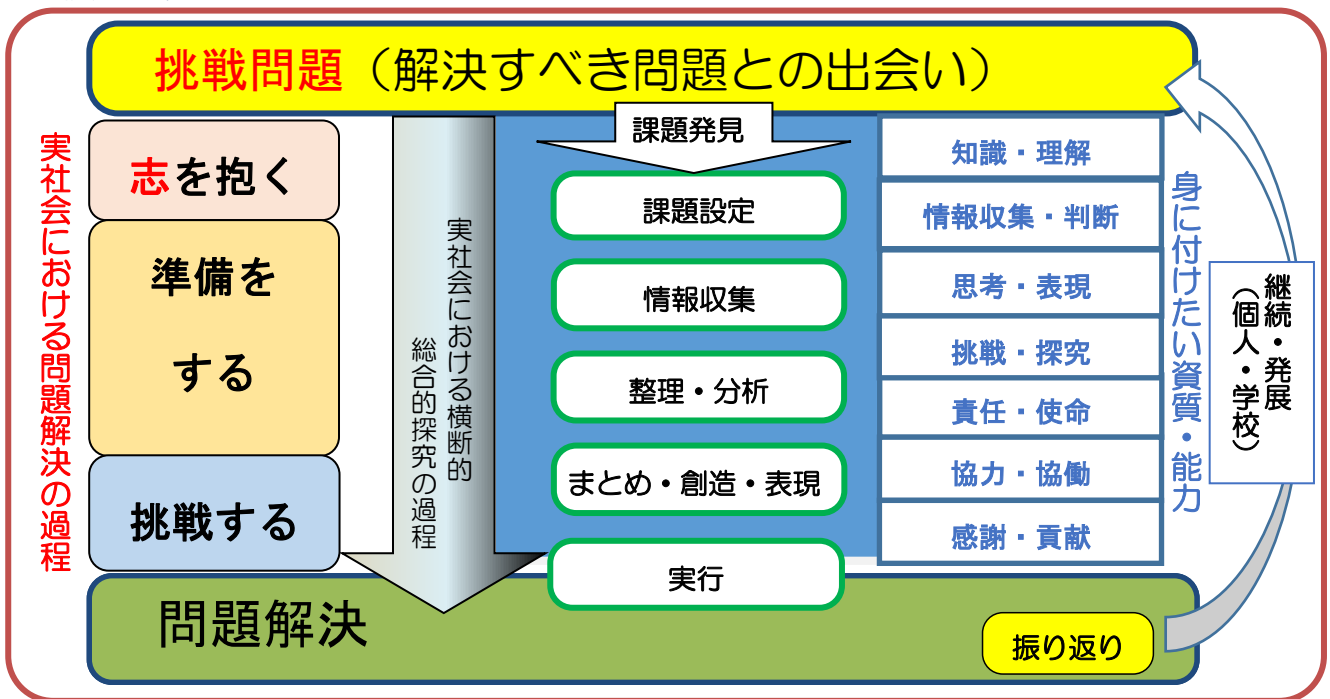 挑戦問題（解決すべき問題との出会い）
実社会における問題解決の過程
志を抱く
準備を
する
挑戦する
実社会における横断的
総合的探究の過程
課題発見
課題設定
情報収集
整理・分析
まとめ・創造・表現
実行
知識・理解
情報収集・判断
思考・表現
挑戦・探究
責任・使命
協力・協働
感謝・貢献
身に付けたい資質・能力
継続・発展
（個人・学校）
問題解決
振り返り